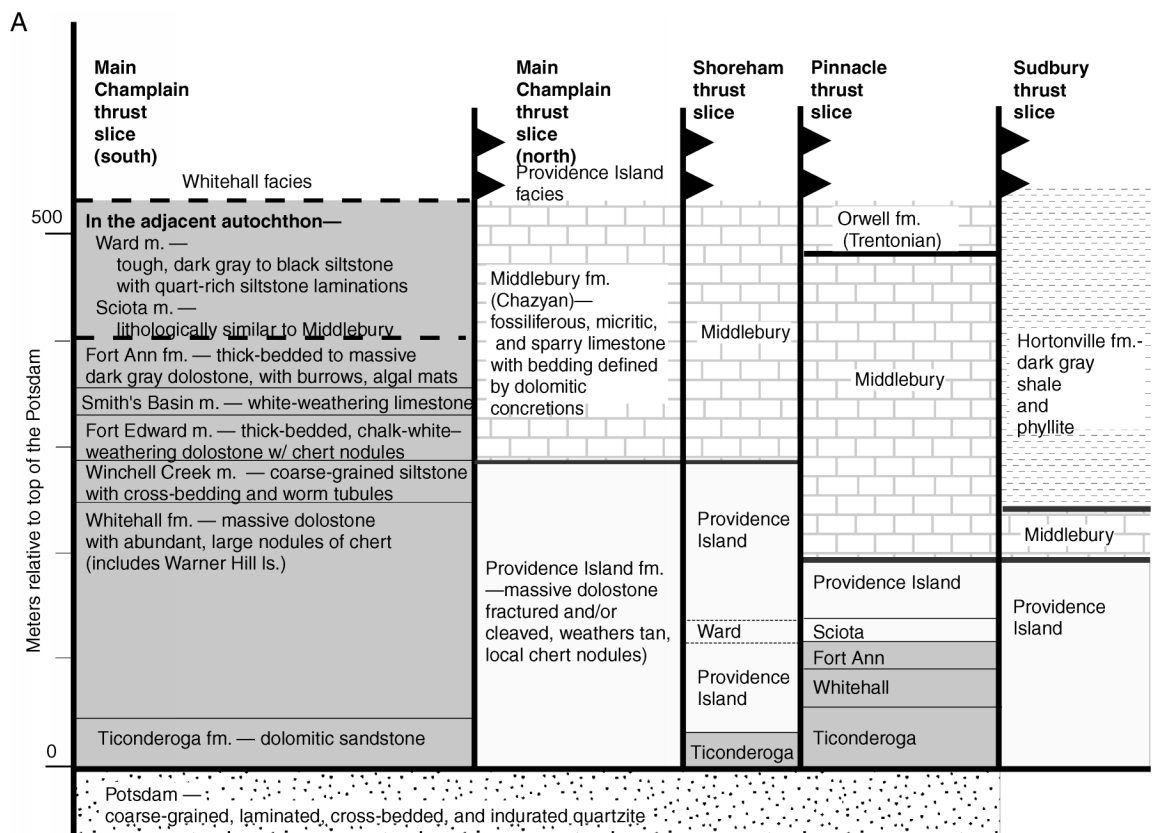 A
Main
Champlain
thrust
slice
(south)
Main
Champlain
thrust
slice
(north)
Shoreham
thrust
slice
Pinnacle
thrust
slice
Sudbury
thrust
slice
Whitehall facies
Providence Island
facies
500
0
Meters relative to top of the Potsdam
In the adjacent autochthon—
Ward m. —
tough, dark gray to black siltstone
with quart-rich siltstone laminations
Sciota m. —
lithologically similar to Middlebury
Fort Ann fm. — thick-bedded to massive
dark gray dolostone, with burrows, algal mats
Smith's Basin m. — white-weathering limestone
Fort Edward m. — thick-bedded, chalk-white–
weathering dolostone w/ chert nodules
Winchell Creek m. — coarse-grained siltstone
with cross-bedding and worm tubules
Whitehall fm. — massive dolostone
with abundant, large nodules of chert
(includes Warner Hill ls.)
Ticonderoga fm. — dolomitic sandstone
Middlebury fm.
(Chazyan)—
fossiliferous, micritic,
and sparry limestone
with bedding defined
by dolomitic
concretions
Providence Island fm.
—massive dolostone
fractured and/or
cleaved, weathers tan,
local chert nodules)
Middlebury
Providence
Island
Ward
Providence
Island
Ticonderoga
Orwell fm.
(Trentonian)
Middlebury
Providence Island
Sciota
Fort Ann
Whitehall
Ticonderoga
Hortonville fm.-
dark gray
shale
and
phyllite
Middlebury
Providence
Island
Potsdam —
coarse-grained, laminated, cross-bedded, and indurated quartzite